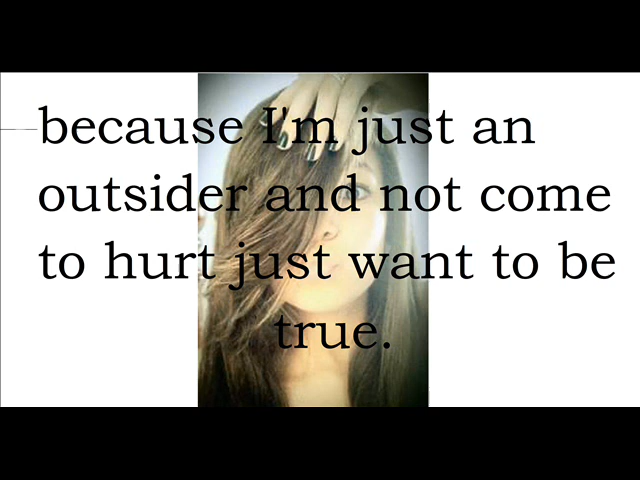 because I'm just an
outsider and not come
to hurt just want to be
true.